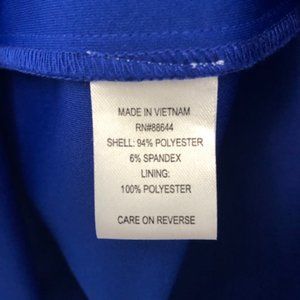 MADE IN VIETNAM
RN#88644
SHELL: 94% POLYESTER
6% SPANDEX
LINING:
100% POLYESTER
CARE ON REVERSE